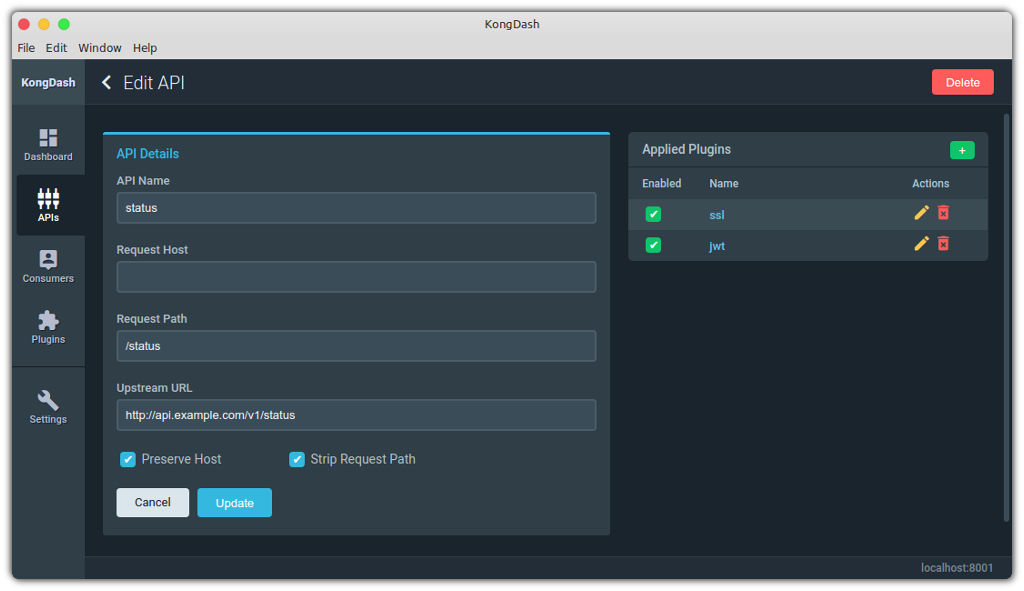 KongDash
File Edit Window Help
KongDash
Edit API
Delete
Dashboard
APIs
Consumers
Plugins
Settings
API Details
API Name
status
Request Host
Request Path
/status
Upstream URL
http://api.example.com/v1/status
Preserve Host
Strip Request Path
Cancel
Update
Applied Plugins
+
Enabled Name Actions
ssl
jwt
localhost:8001